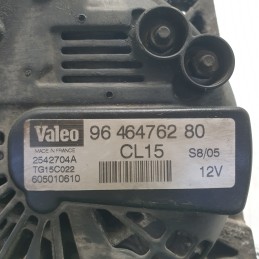 Valeo 96 464762 80
MADE IN FRANCE CL15 S8/05
2542704A
TG15C022 12V
605010610